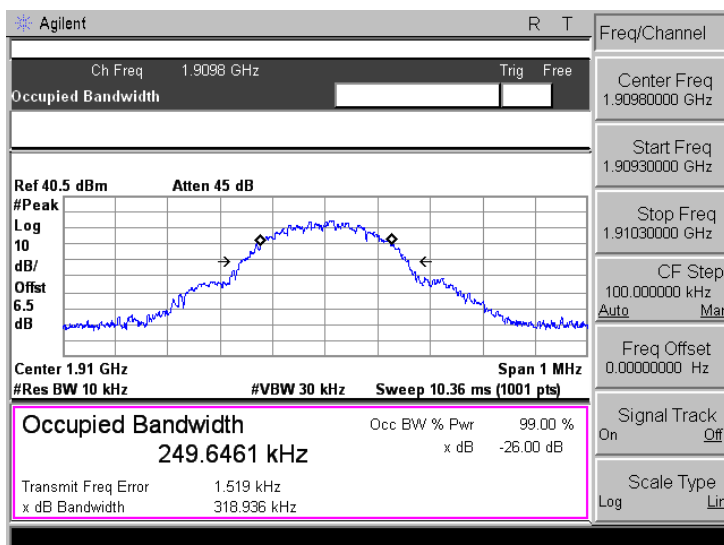 Agilent R T
Ch Freq 1.9098 GHz Trig Free
Occupied Bandwidth
Ref 40.5 dBm Atten 45 dB
#Peak
Log
10
dB/
Offst
6.5
dB
Center 1.91 GHz Span 1 MHz
#Res BW 10 kHz #VBW 30 kHz Sweep 10.36 ms (1001 pts)
Occupied Bandwidth
249.6461 kHz
Occ BW % Pwr 99.00 %
x dB -26.00 dB
Transmit Freq Error 1.519 kHz
x dB Bandwidth 318.936 kHz
Freq/Channel
Center Freq
1.90980000 GHz
Start Freq
1.90930000 GHz
Stop Freq
1.91030000 GHz
CF Step
100.000000 kHz
Auto Man
Freq Offset
0.00000000 Hz
Signal Track
On Off
Scale Type
Log Lin